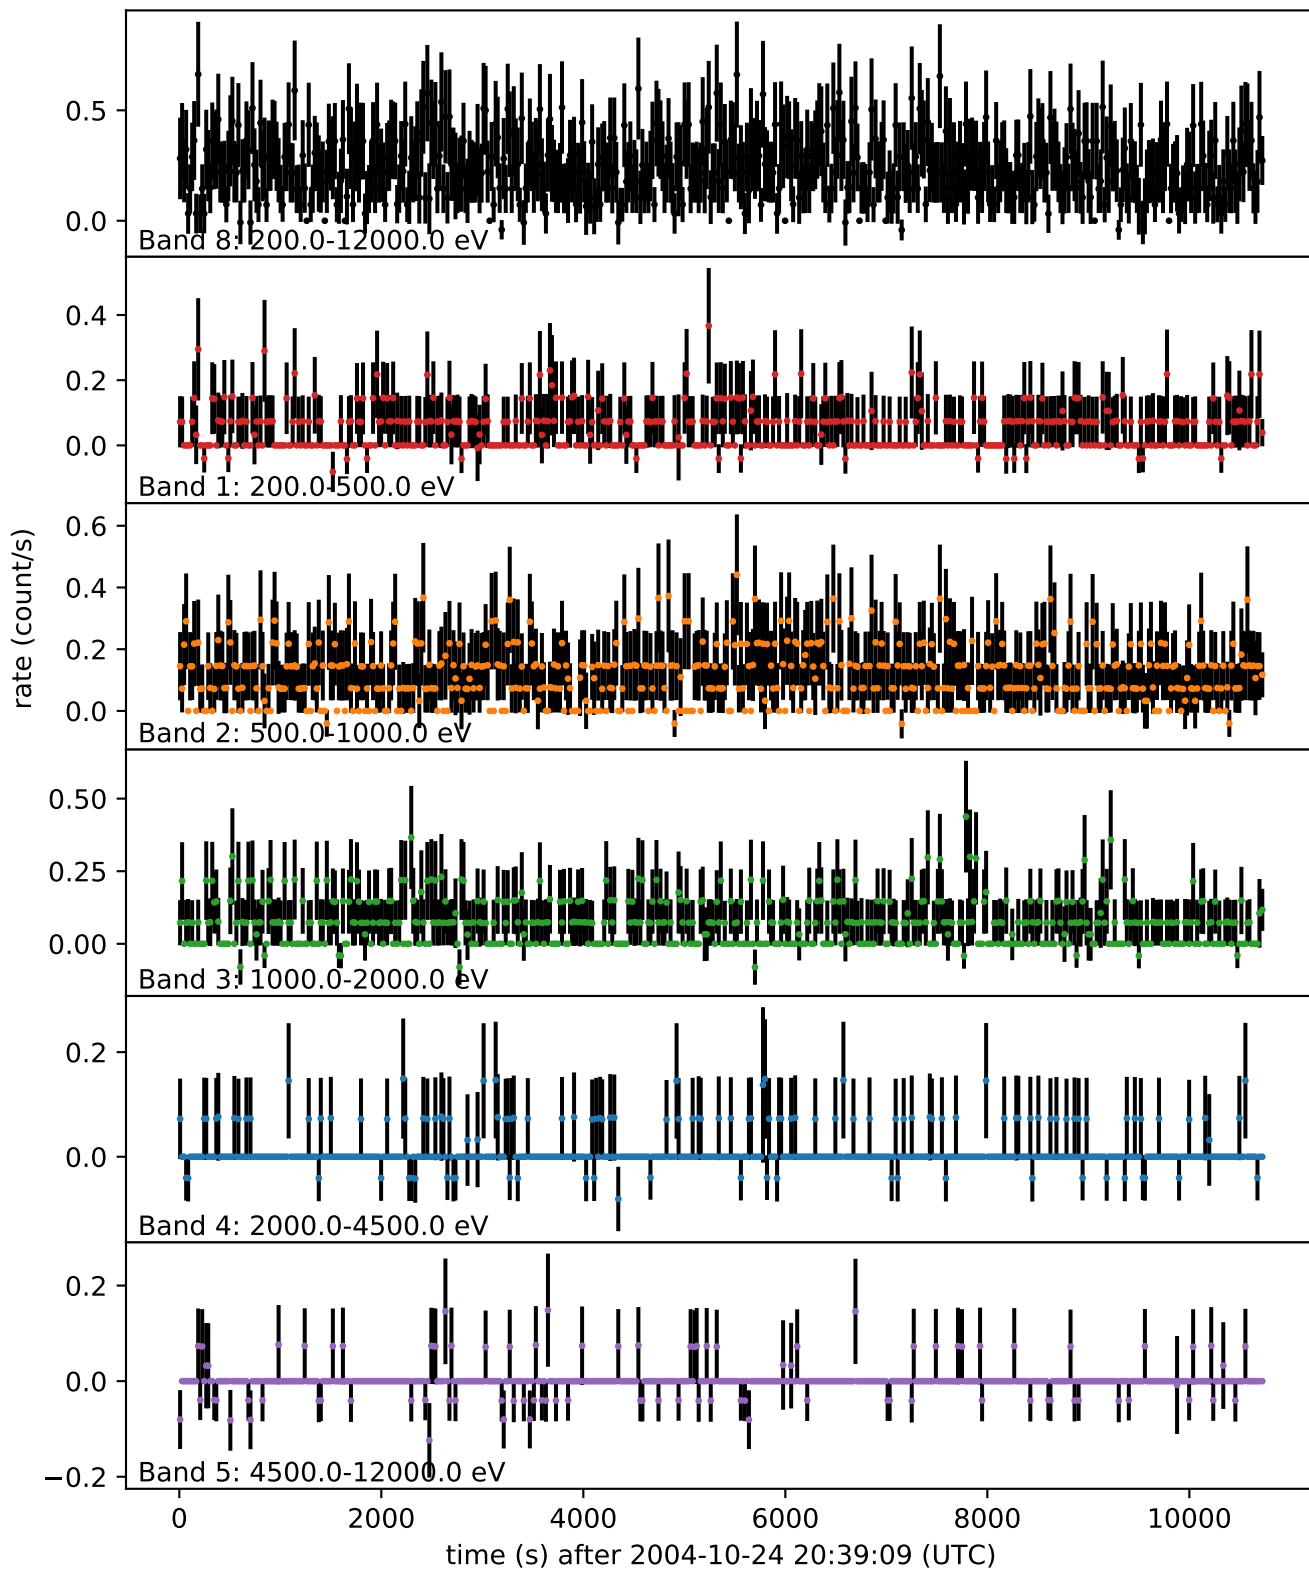 0.5
0.0
Band 8: 200.0-12000.0 eV
0.4
0.2
0.0
Band 1: 200.0-500.0 eV
rate (count/s)
0.6
0.4
0.2
0.0
Band 2: 500.0-1000.0 eV
0.50
0.25
0.00
Band 3: 1000.0-2000.0 eV
0.2
0.0
Band 4: 2000.0-4500.0 eV
0.2
0.0
−0.2
Band 5: 4500.0-12000.0 eV
0 2000 4000 6000 8000 10000
time (s) after 2004-10-24 20:39:09 (UTC)